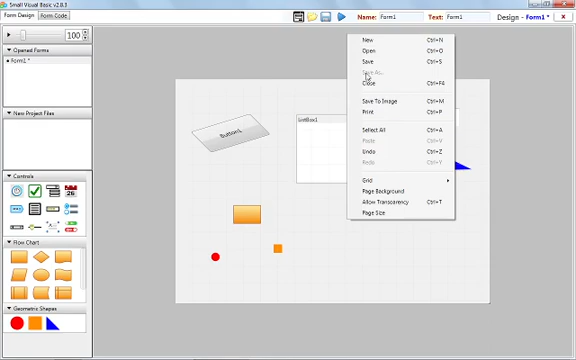 Small Visual Basic v2.8.3
Form Design
Form Code
Name:
Form1
Text:
Form1
Design - Form1 *
100
Opened Forms
form1 *
New Project Files
Controls
26
Flow Chart
Geometric Shapes
Button1
ListBox1
New Ctrl+N
Open Ctrl+O
Save Ctrl+S
Save As..
Close Ctrl+F4
Save To Image Ctrl+M
Print Ctrl+P
Sellect All Ctrl+A
Paste Ctrl+V
Undo Ctrl+Z
Redo Ctrl+Y
Grid
Page Background
Allow Transparency Ctrl+T
Page Size